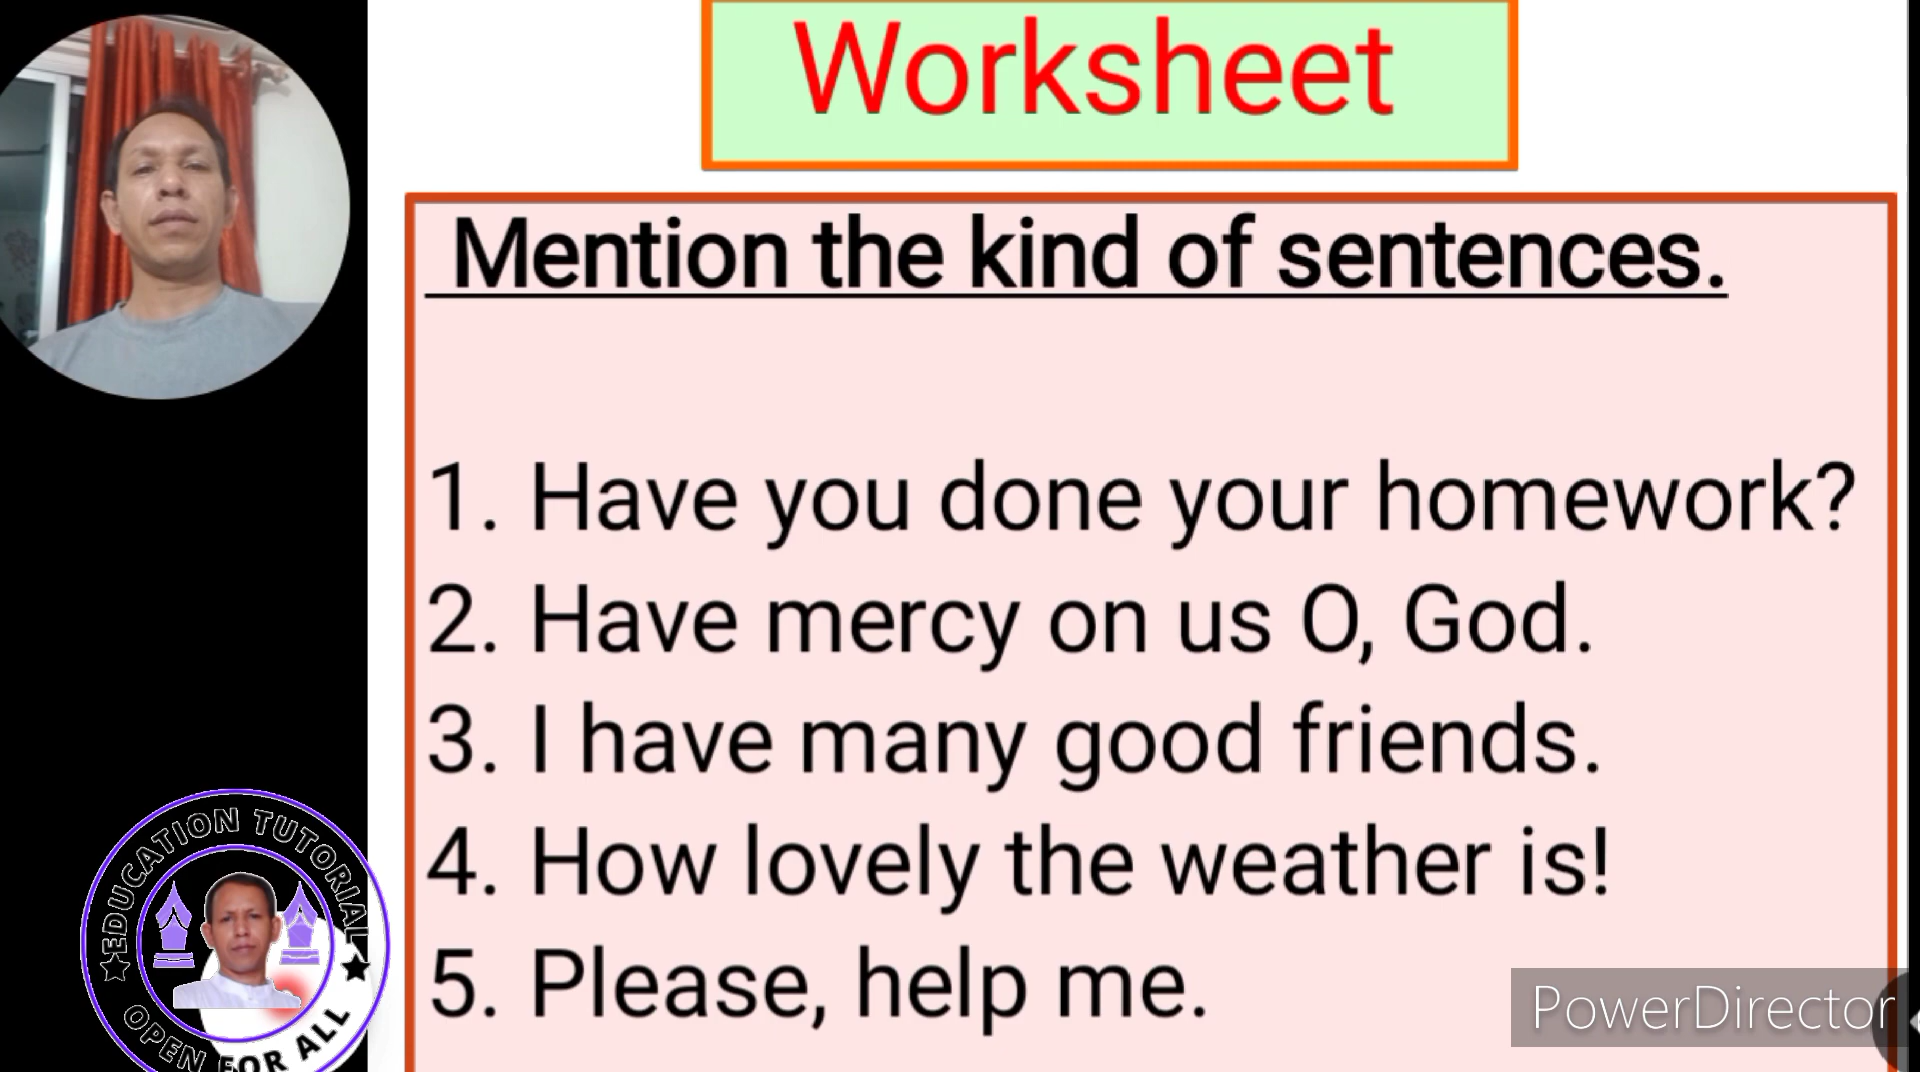 Worksheet
Mention the kind of sentences.
1. Have you done your homework?
2. Have mercy on us O, God.
3. I have many good friends.
4. How lovely the weather is!
5. Please, help me.
★EDUCATION TUTORIAL★
OPEN FOR ALL
PowerDirector